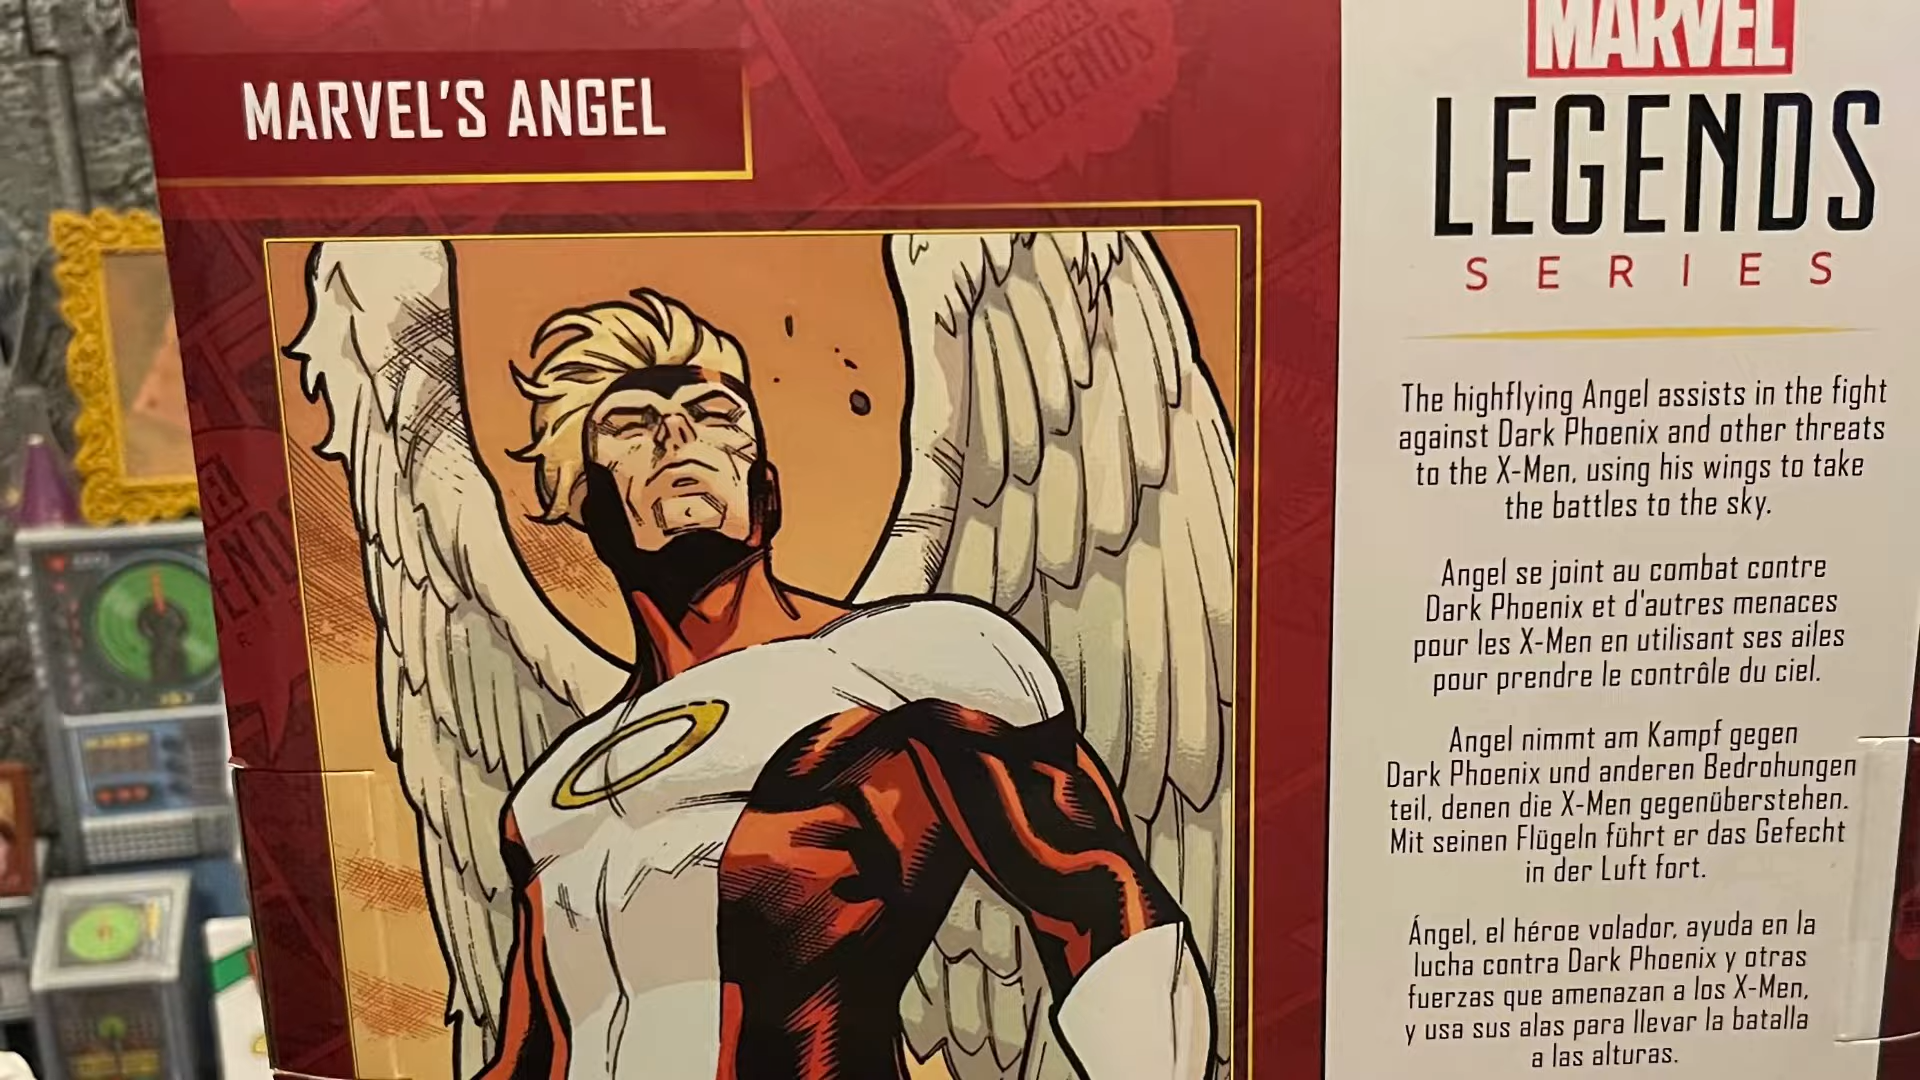 MARVEL'S ANGEL
MARVEL
LEGENDS
MARVEL
LEGENDS
SERIES
The highflying Angel assists in the fight
against Dark Phoenix and other threats
to the X-Men, using his wings to take
the battles to the sky.
Angel se joint au combat contre
Dark Phoenix et d'autres menaces
pour les X-Men en utilisant ses ailes
pour prendre le contrôle du ciel.
Angel nimmt am Kampf gegen
Dark Phoenix und anderen Bedrohungen
teil, denen die X-Men gegenüberstehen.
Mit seinen Flügeln führt er das Gefecht
in der Luft fort.
Ángel, el héroe volador, ayuda en la
lucha contra Dark Phoenix y otras
fuerzas que amenazan a los X-Men,
y usa sus alas para llevar la batalla
a las alturas.